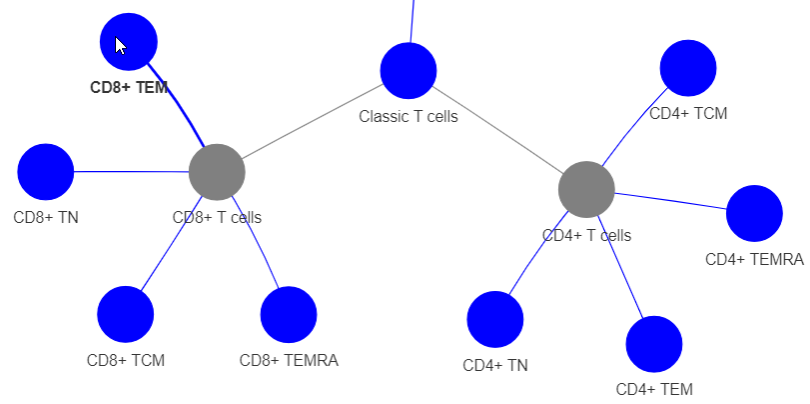 CD8+ TEM
Classic T cells
CD4+ TCM
CD8+ TN
CD8+ T cells
CD4+ T cells
CD4+ TEMRA
CD8+ TCM
CD8+ TEMRA
CD4+ TN
CD4+ TEM